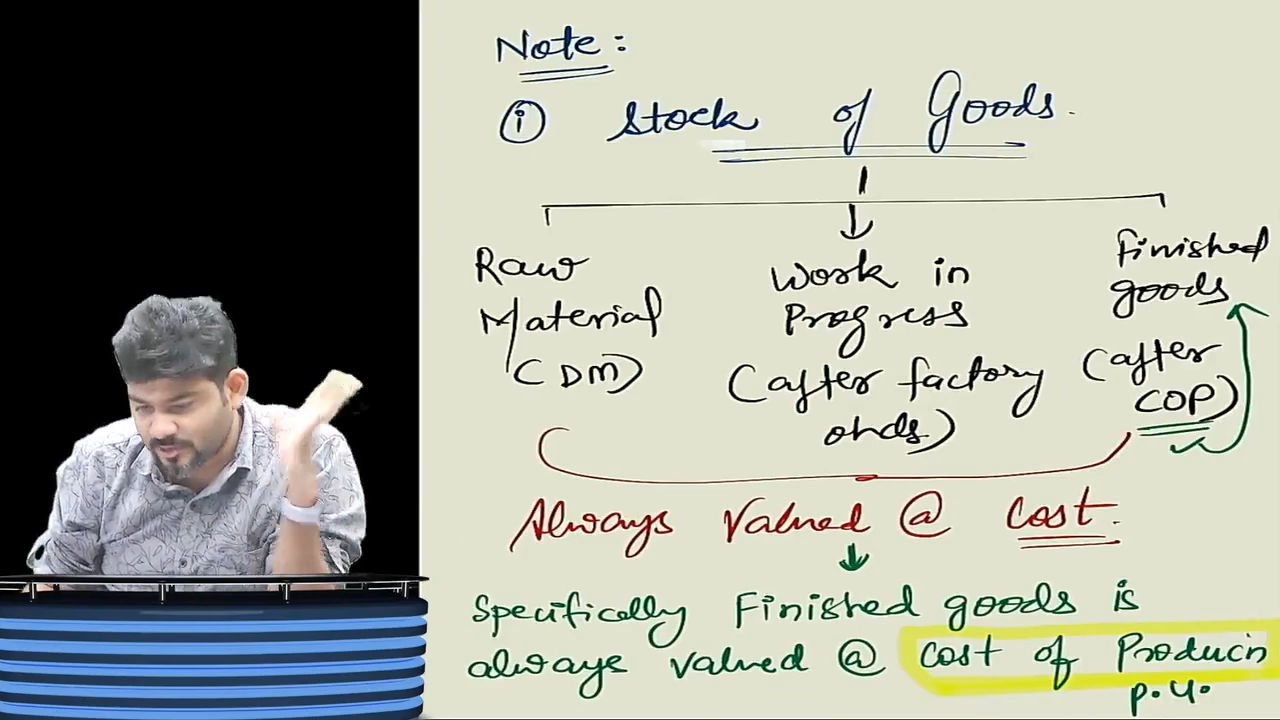 Note:
① Stock of Goods.
Raw Material (DM)
Work in Progress (after factory ohds)
Finished goods (after COP)
Always Valued @ Cost.
Specifically Finished goods is
always valued @ Cost of Producn
p.u.